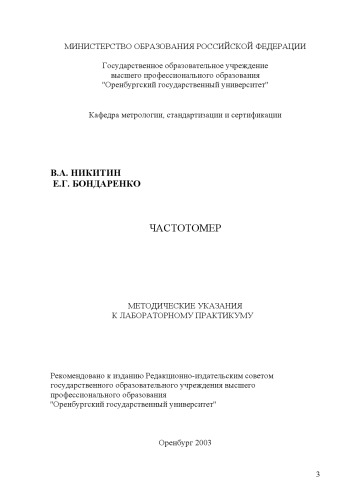 МИНИСТЕРСТВО ОБРАЗОВАНИЯ РОССИЙСКОЙ ФЕДЕРАЦИИ
Государственное образовательное учреждение
высшего профессионального образования
"Оренбургский государственный университет"
Кафедра метрологии, стандартизации и сертификации
В.А. НИКИТИН
Е.Г. БОНДАРЕНКО
ЧАСТОТОМЕР
МЕТОДИЧЕСКИЕ УКАЗАНИЯ
К ЛАБОРАТОРНОМУ ПРАКТИКУМУ
Рекомендовано к изданию Редакционно-издательским советом
государственного образовательного учреждения высшего
профессионального образования
"Оренбургский государственный университет"
Оренбург 2003
3